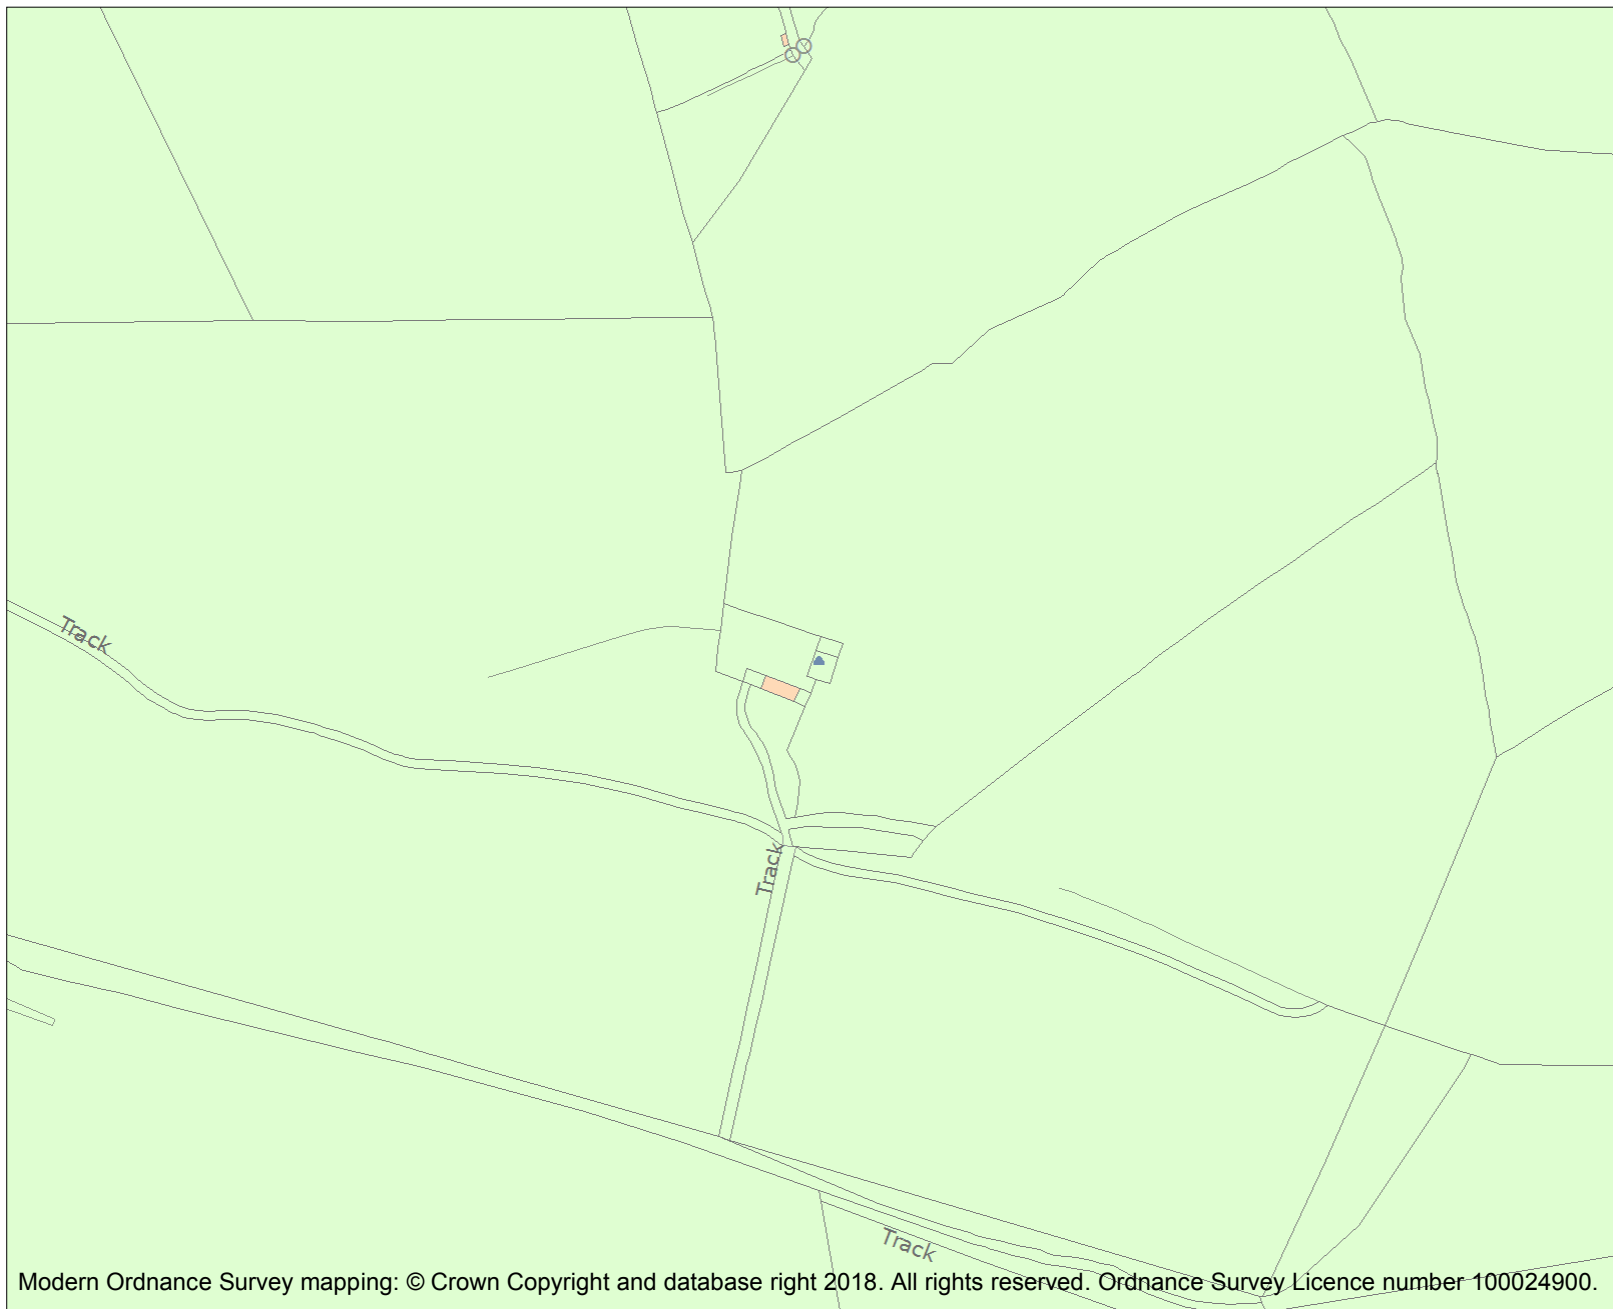 Track
Track
Track
Modern Ordnance Survey mapping: © Crown Copyright and database right 2018. All rights reserved. Ordnance Survey Licence number 100024900.